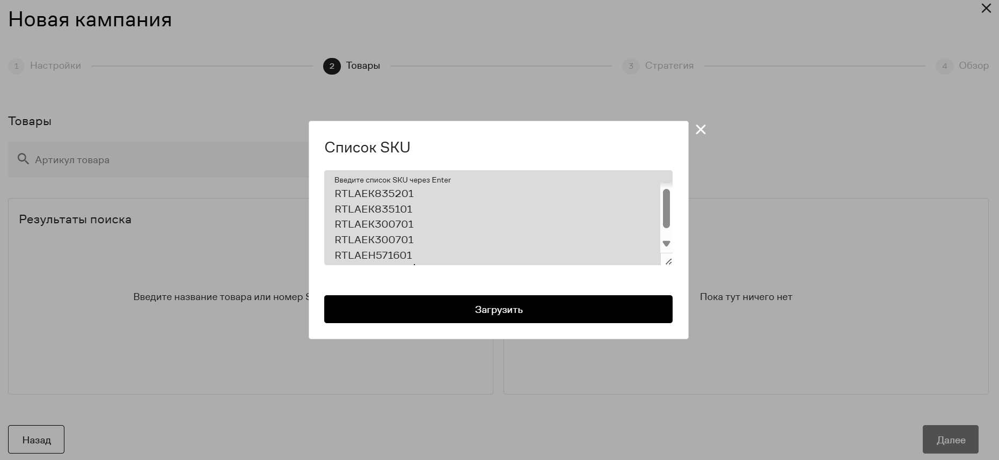 Новая кампания
1 Настройки
2 Товары
3 Стратегия
4 Обзор
Товары
Артикул товара
Результаты поиска
Введите название товара или номер
Список SKU
Введите список SKU через Enter
RTLAEK835201
RTLAEK835101
RTLAEK300701
RTLAEK300701
RTLAEH571601
Загрузить
Пока тут ничего нет
Назад
Далее